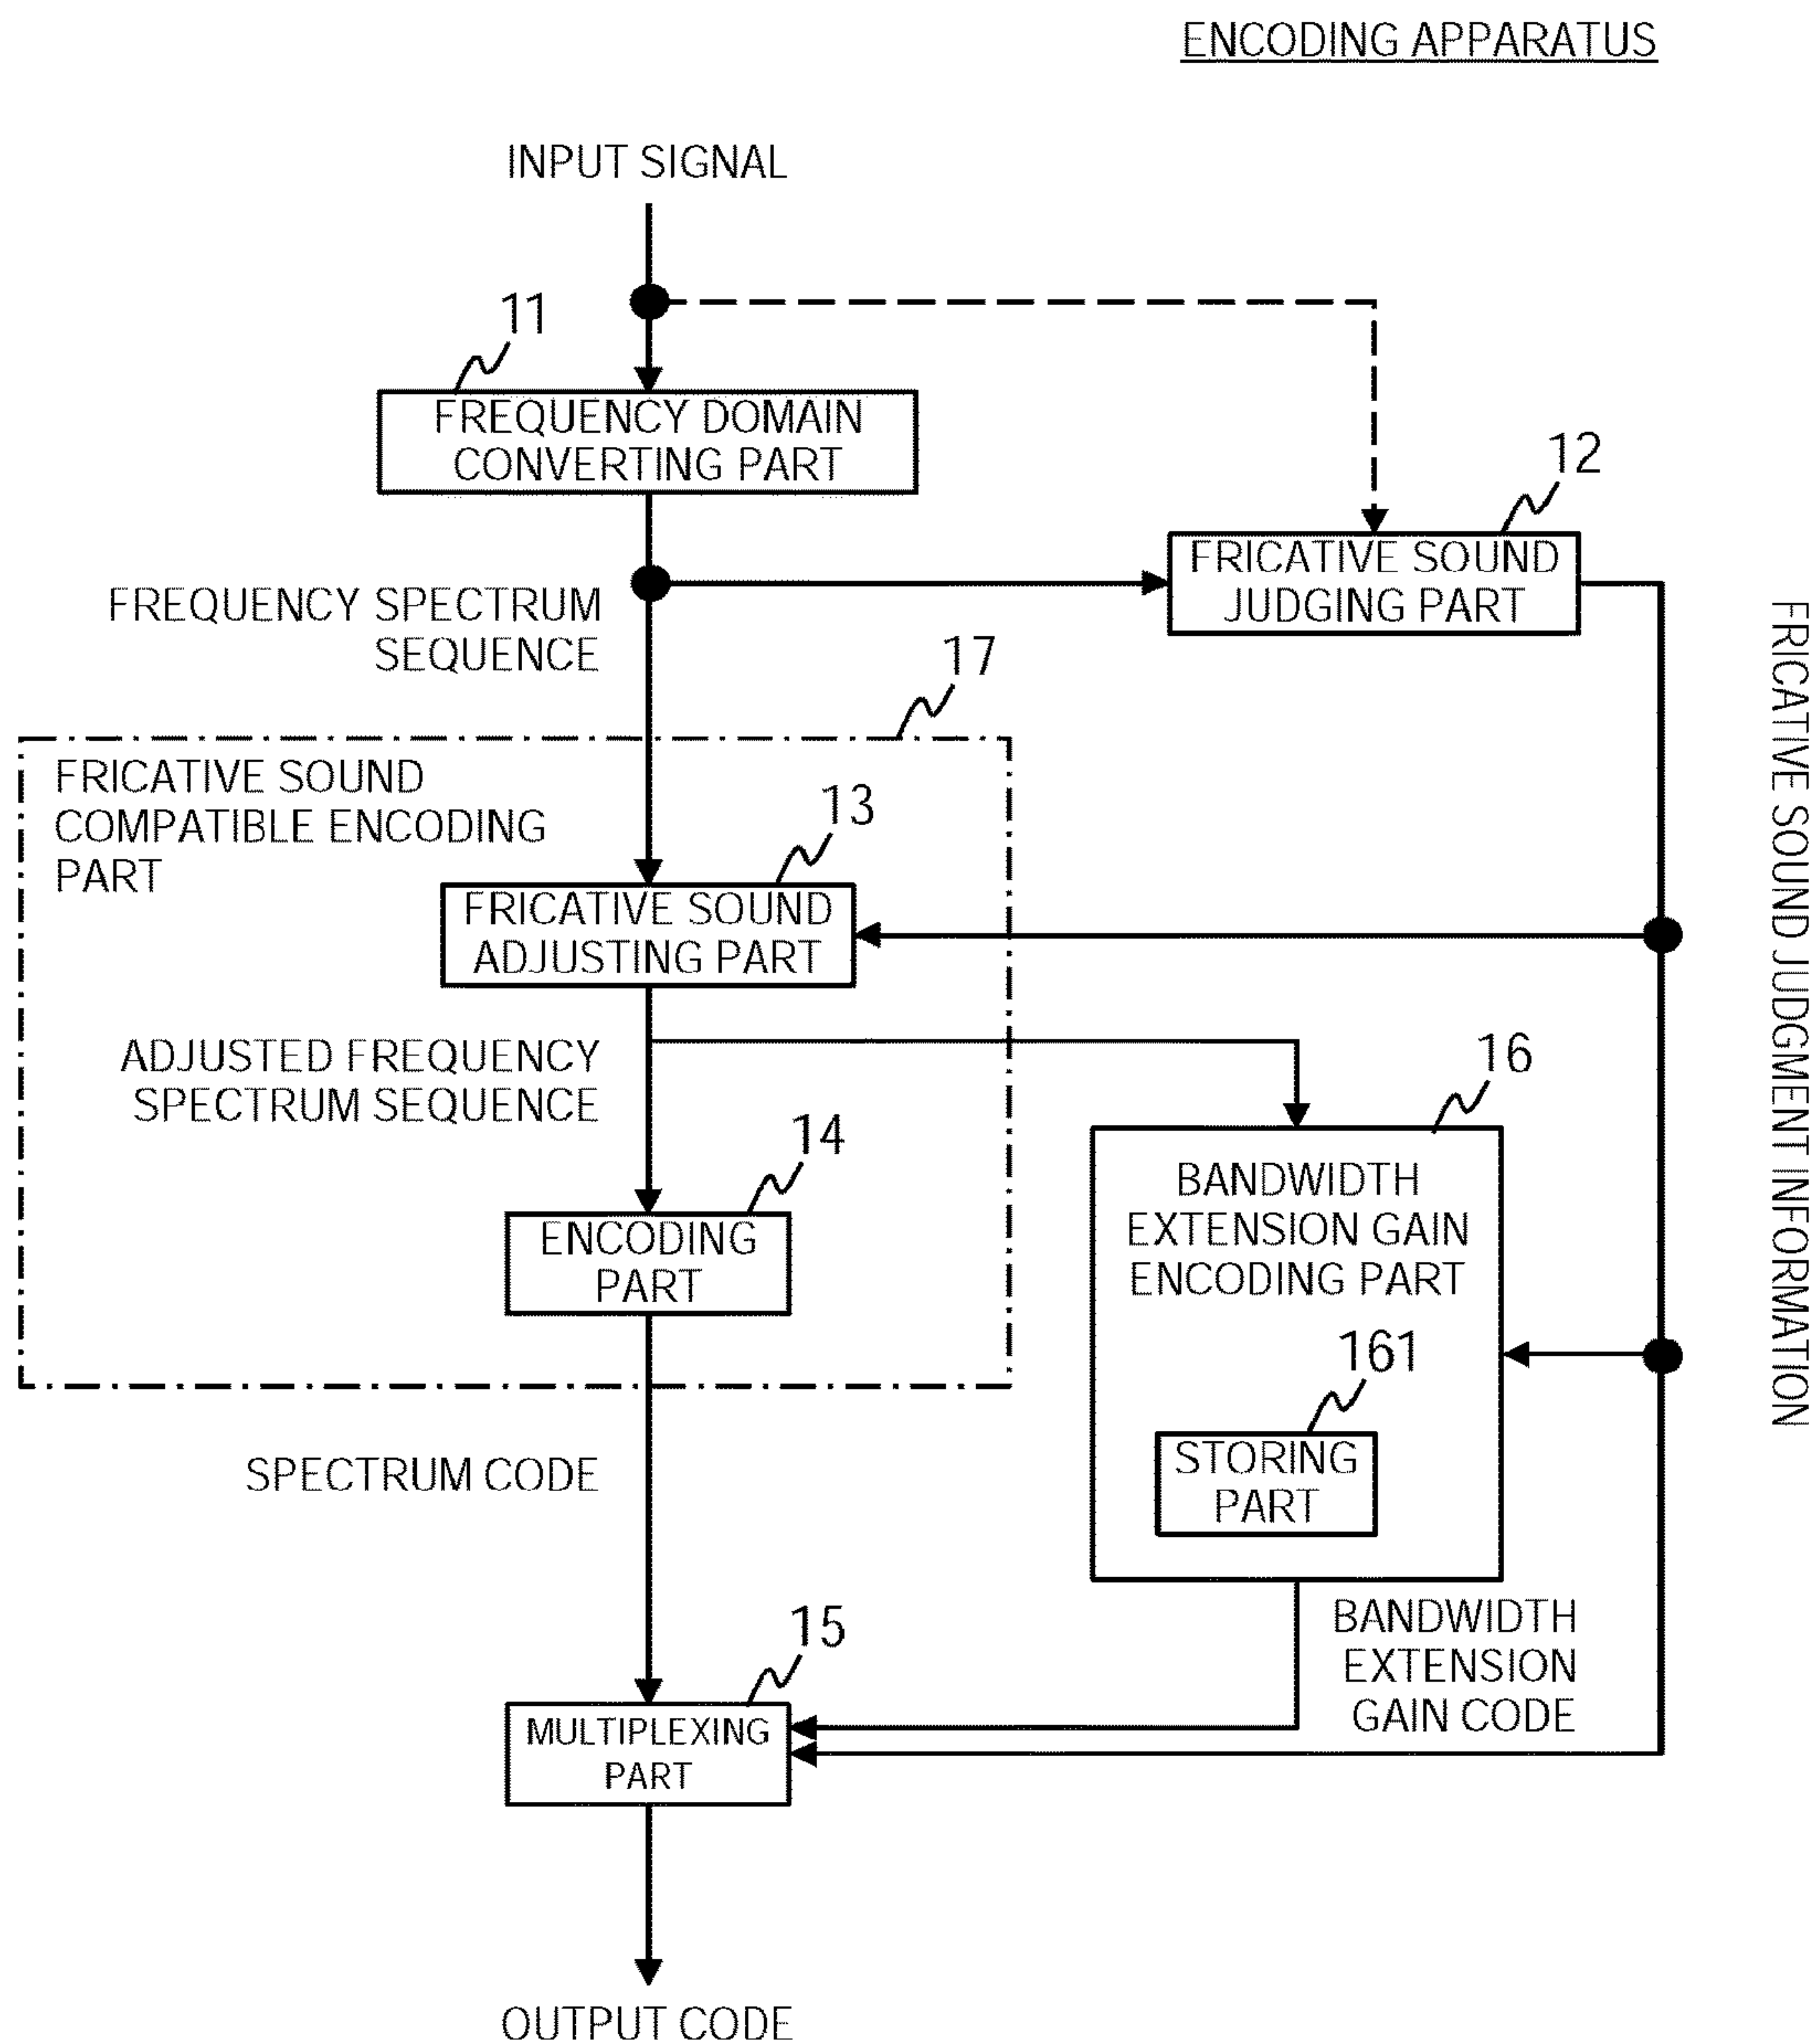 ENCODING APPARATUS
INPUT SIGNAL
11
FREQUENCY DOMAIN
CONVERTING PART
12
FRICATIVE SOUND
JUDGING PART
FREQUENCY SPECTRUM
SEQUENCE
FRICATIVE SOUND JUDGMENT INFORMATION
17
FRICATIVE SOUND
COMPATIBLE ENCODING
PART
13
FRICATIVE SOUND
ADJUSTING PART
ADJUSTED FREQUENCY
SPECTRUM SEQUENCE
16
BANDWIDTH
EXTENSION GAIN
ENCODING PART
14
ENCODING
PART
161
STORING
PART
SPECTRUM CODE
BANDWIDTH
EXTENSION
GAIN CODE
15
MULTIPLEXING
PART
OUTPUT CODE